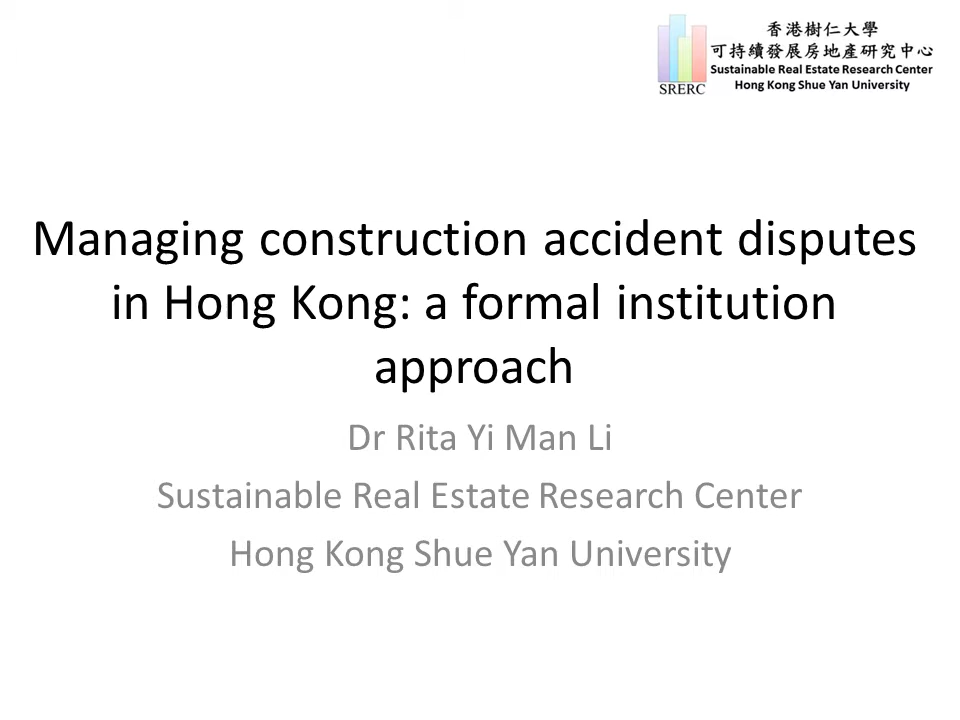 香港樹仁大學
可持續發展房地產研究中心
Sustainable Real Estate Research Center
Hong Kong Shue Yan University
SRERC
Managing construction accident disputes
in Hong Kong: a formal institution
approach
Dr Rita Yi Man Li
Sustainable Real Estate Research Center
Hong Kong Shue Yan University